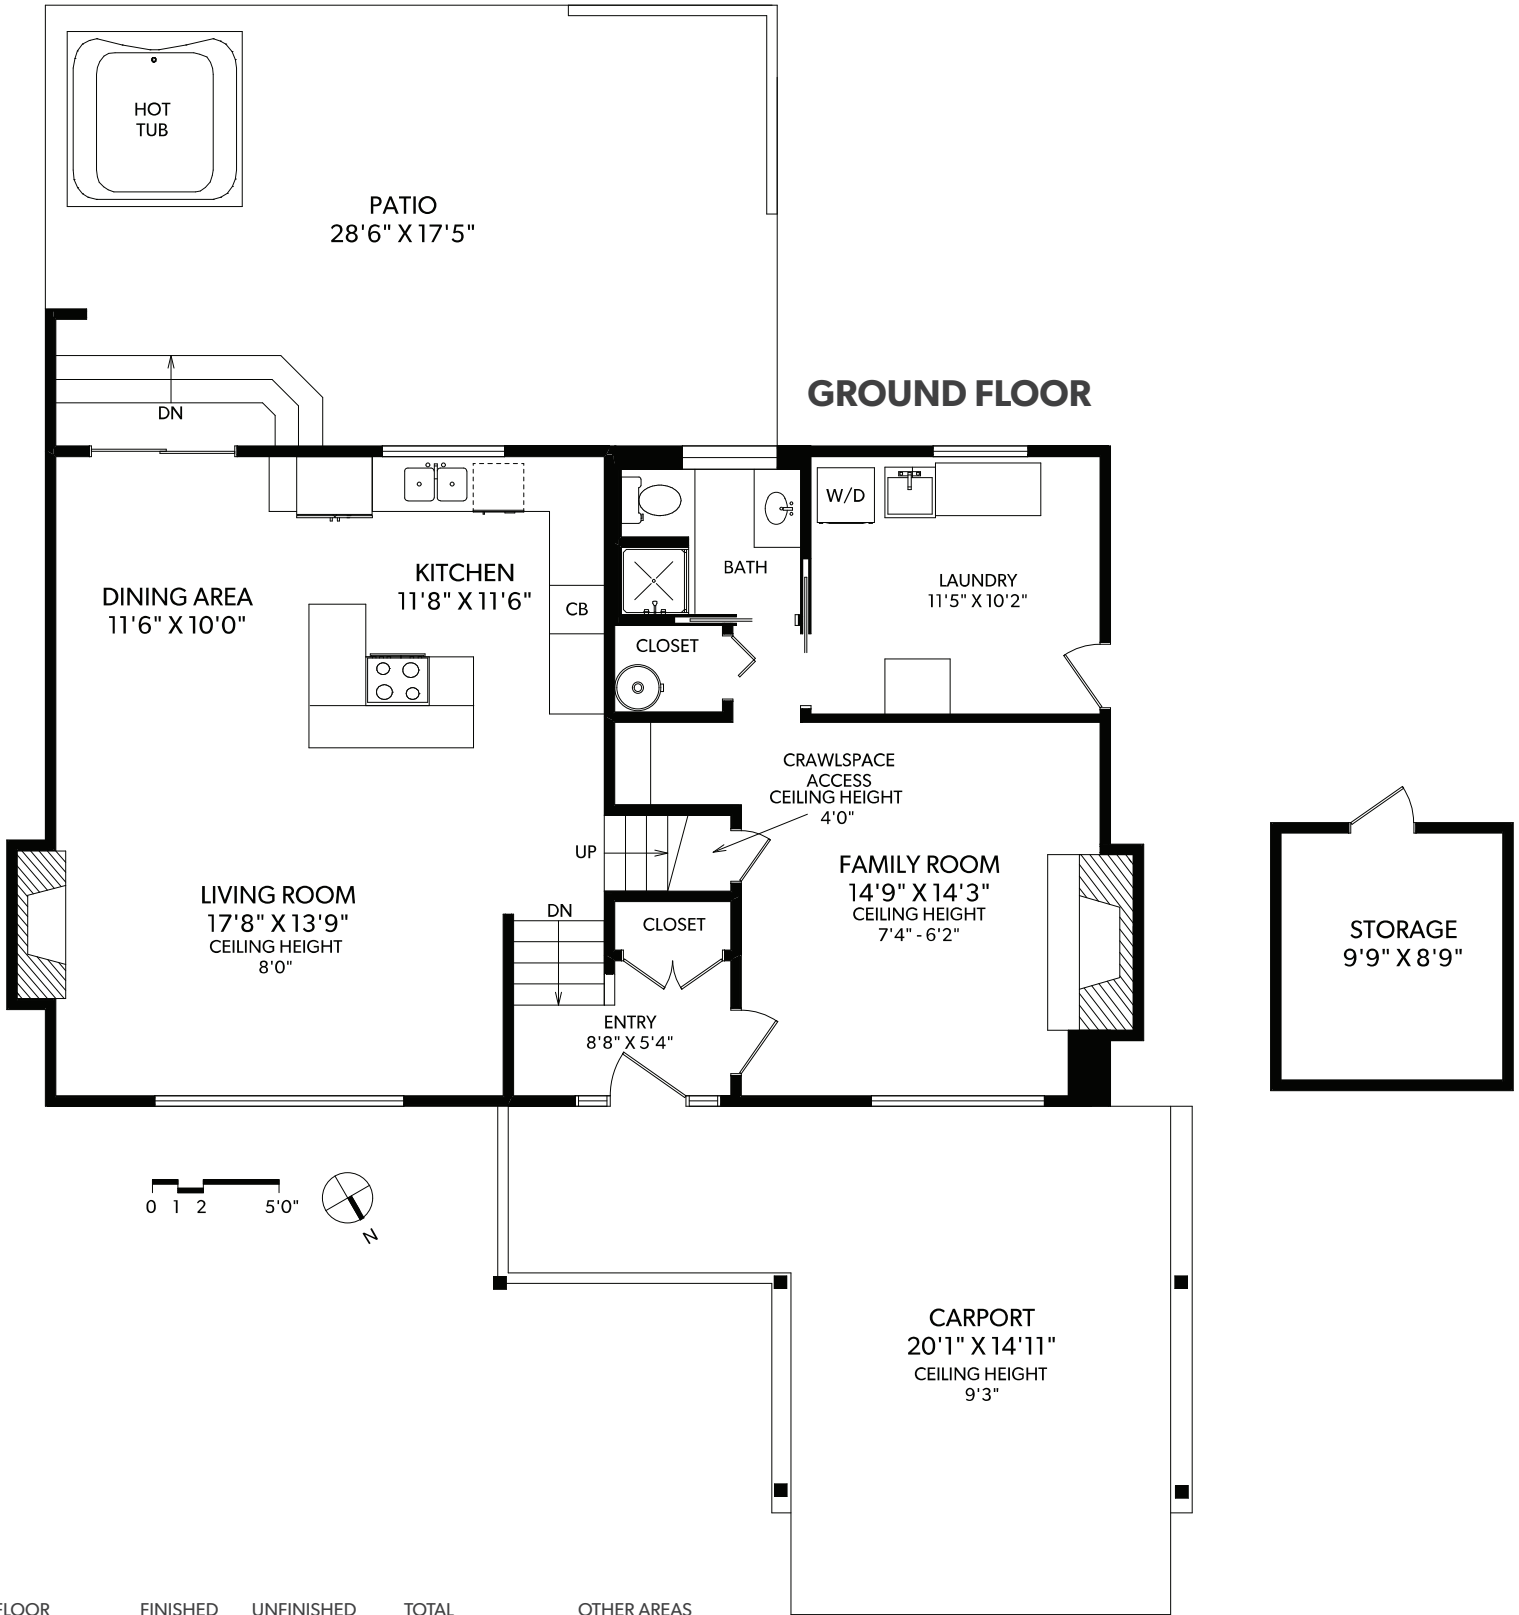 HOT
TUB
PATIO
28'6" X 17'5"
DN
GROUND FLOOR
W/D
DINING AREA
11'6" X 10'0"
KITCHEN
11'8" X 11'6"
CB
BATH
LAUNDRY
11'5" X 10'2"
CLOSET
CRAWLSPACE
ACCESS
CEILING HEIGHT
4'0"
UP
LIVING ROOM
17'8" X 13'9"
CEILING HEIGHT
8'0"
DN
CLOSET
FAMILY ROOM
14'9" X 14'3"
CEILING HEIGHT
7'4" - 6'2"
STORAGE
9'9" X 8'9"
ENTRY
8'8" X 5'4"
0 1 2 5'0"
N
CARPORT
20'1" X 14'11"
CEILING HEIGHT
9'3"
FLOOR FINISHED UNFINISHED TOTAL OTHER AREAS